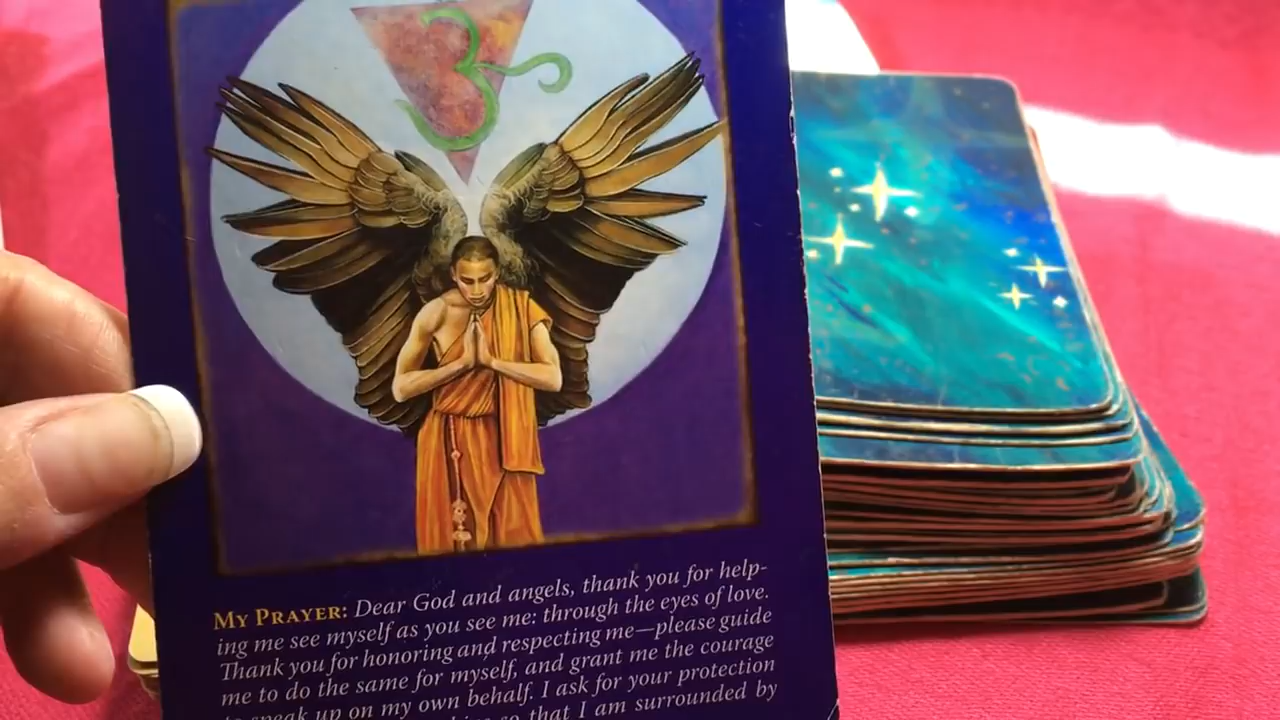 MY PRAYER: Dear God and angels, thank you for help-
ing me see myself as you see me: through the eyes of love.
Thank you for honoring and respecting me—please guide
me to do the same for myself, and grant me the courage
to speak up on my own behalf. I ask for your protection
so that I am surrounded by